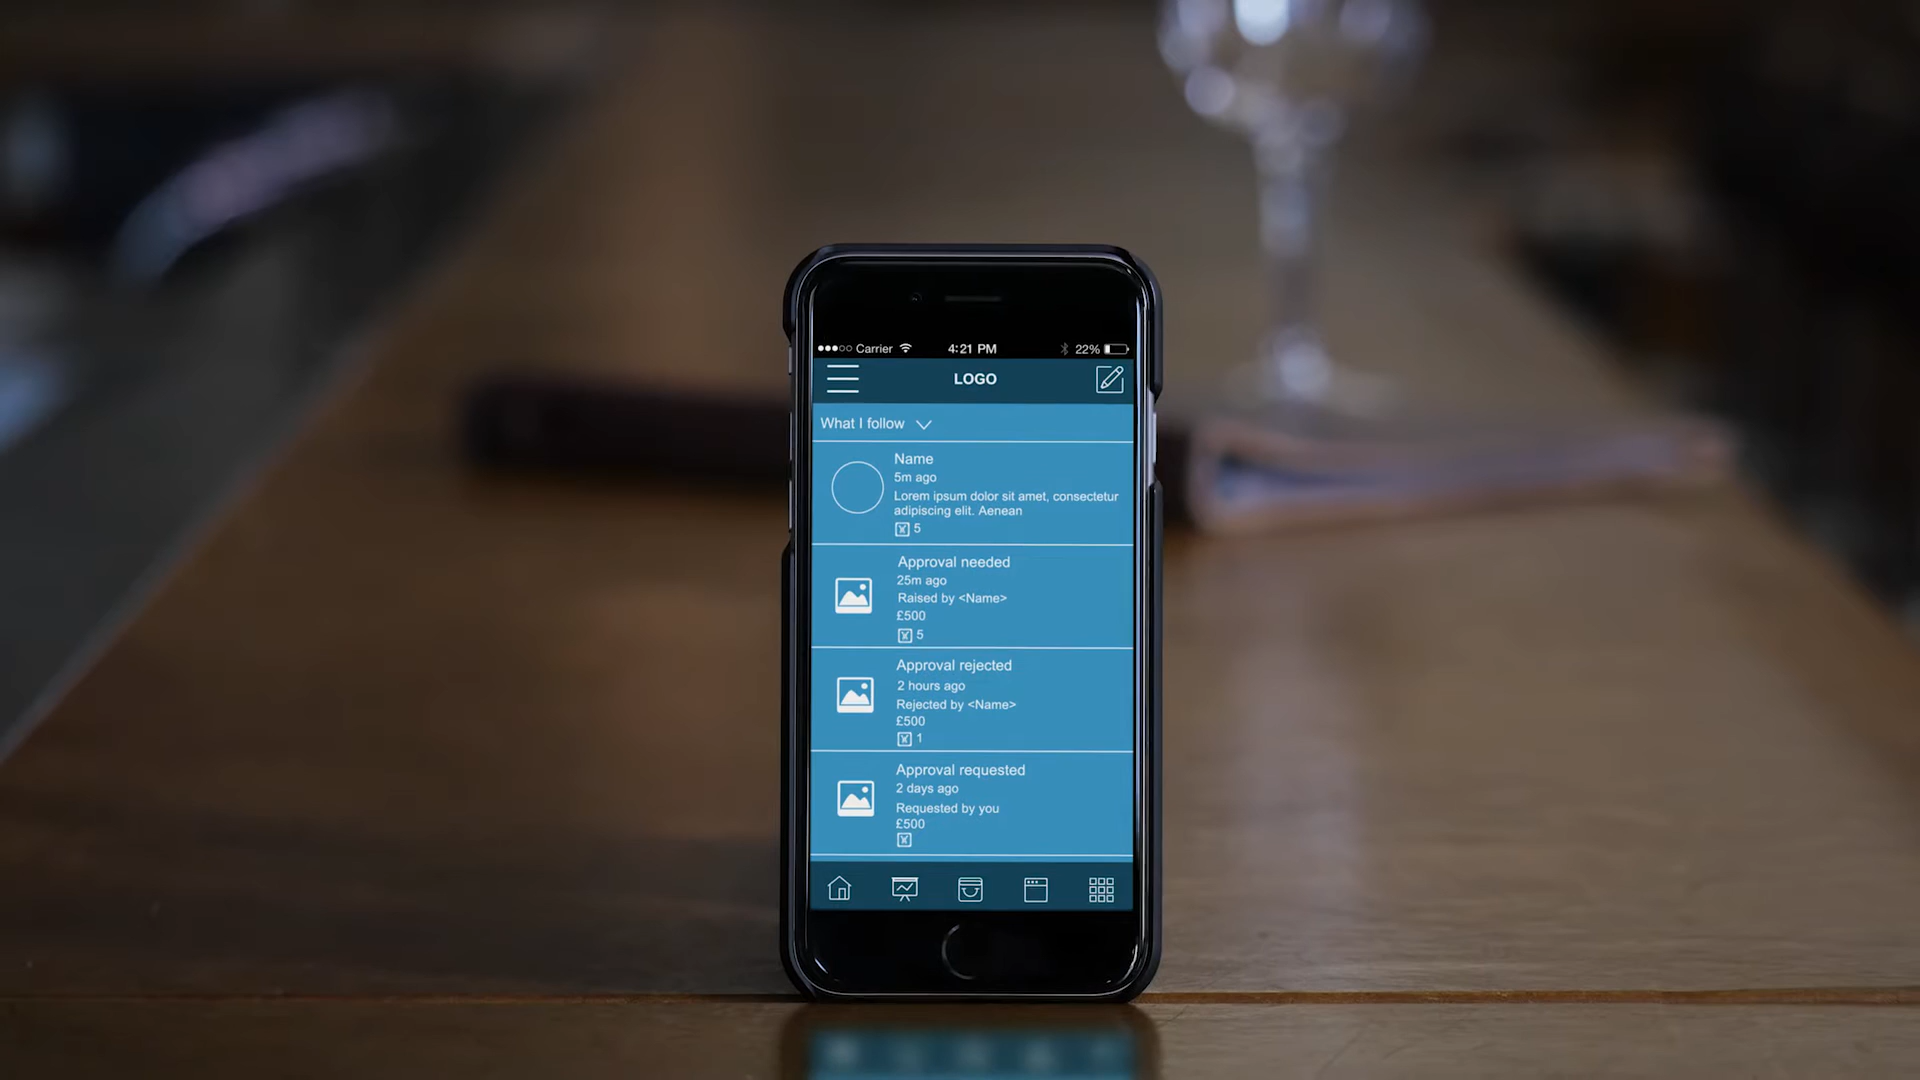 Carrier 4:21 PM 22%
LOGO
What I follow
Name
5m ago
Lorem ipsum dolor sit amet, consectetur
adipiscing elit. Aenean
5
Approval needed
25m ago
Raised by <Name>
£500
5
Approval rejected
2 hours ago
Rejected by <Name>
£500
1
Approval requested
2 days ago
Requested by you
£500